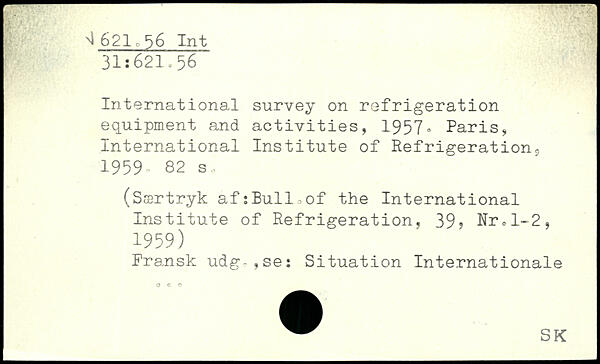 √ 621.56 Int
31:621.56
International survey on refrigeration
equipment and activities, 1957. Paris,
International Institute of Refrigeration,
1959. 82 s.
(Særtryk af:Bull.of the International
Institute of Refrigeration, 39, Nr.1-2,
1959)
Fransk udg.,se: Situation Internationale
...
SK